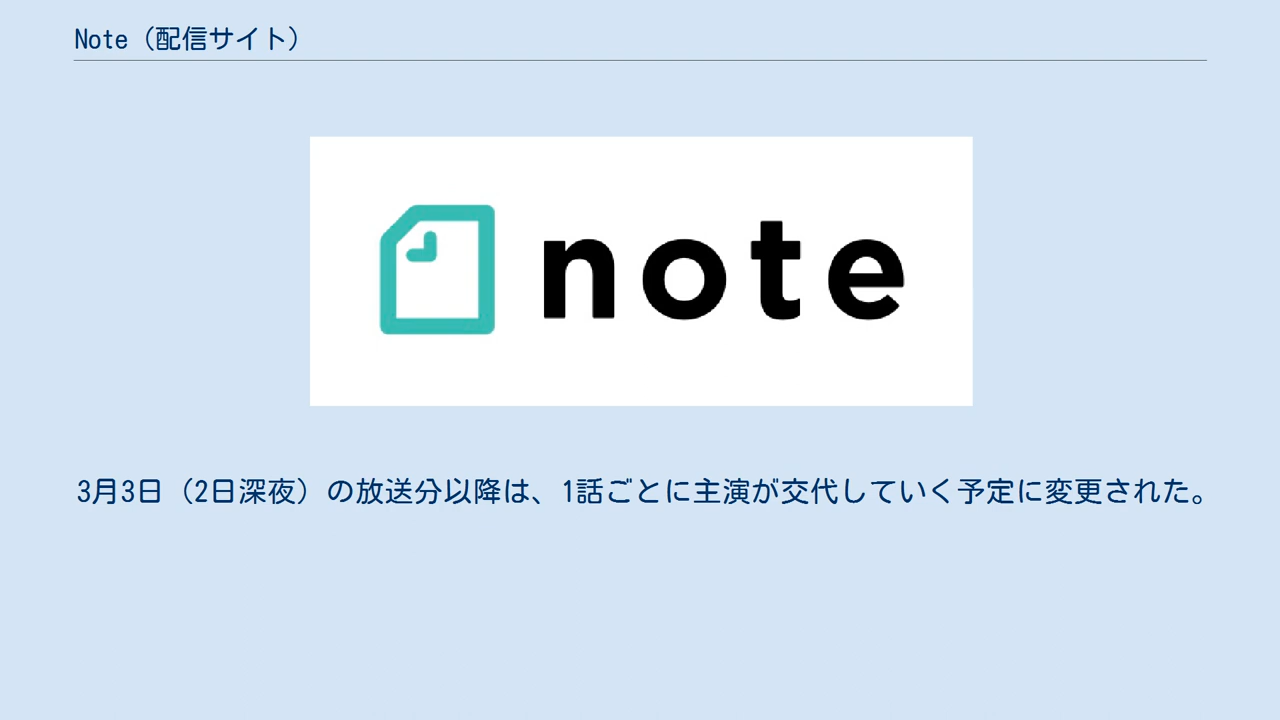 Note（配信サイト）
note
3月3日（2日深夜）の放送分以降は、1話ごとに主演が交代していく予定に変更された。